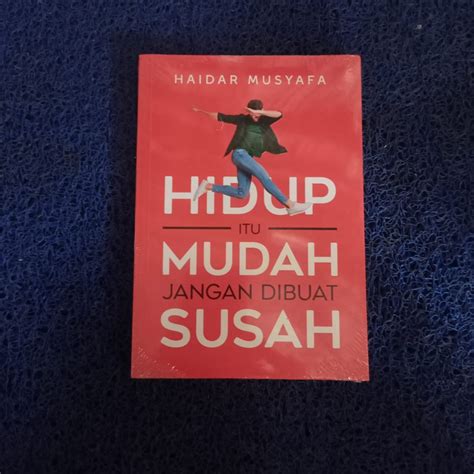 HAIDAR MUSYAFA
HIDUP
ITU
MUDAH
JANGAN DIBUAT
SUSAH